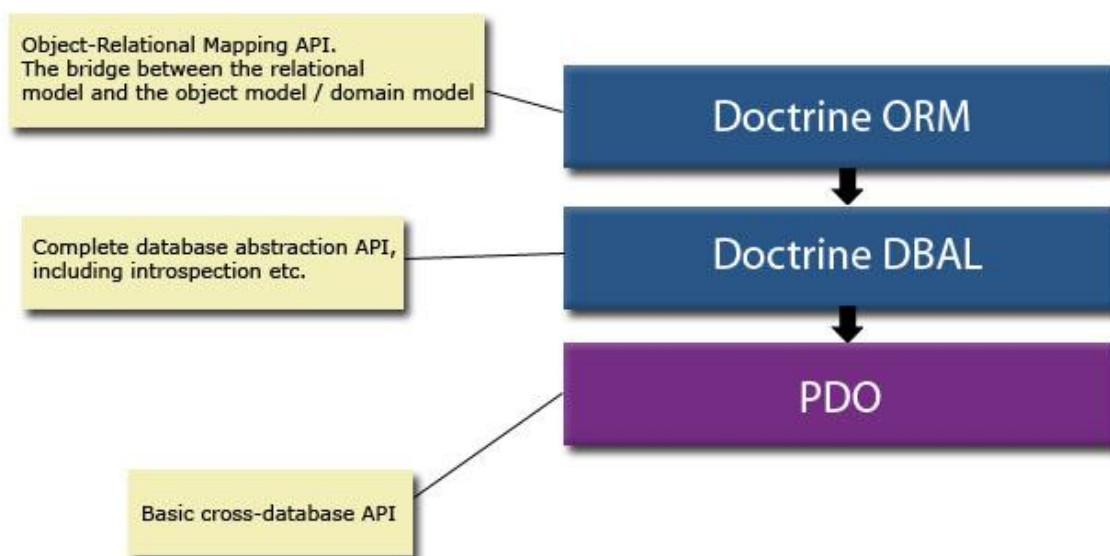 Object-Relational Mapping API.
The bridge between the relational
model and the object model / domain model
Doctrine ORM
Complete database abstraction API,
including introspection etc.
Doctrine DBAL
PDO
Basic cross-database API